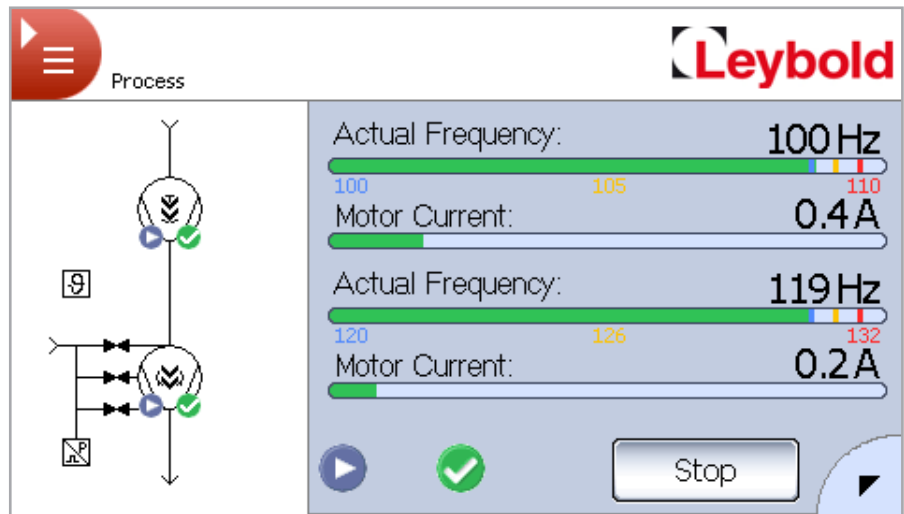 Leybold
Process
Actual Frequency: 100 Hz
100 105 110
Motor Current: 0.4 A
ϑ
Actual Frequency: 119 Hz
120 126 132
Motor Current: 0.2 A
P
Stop